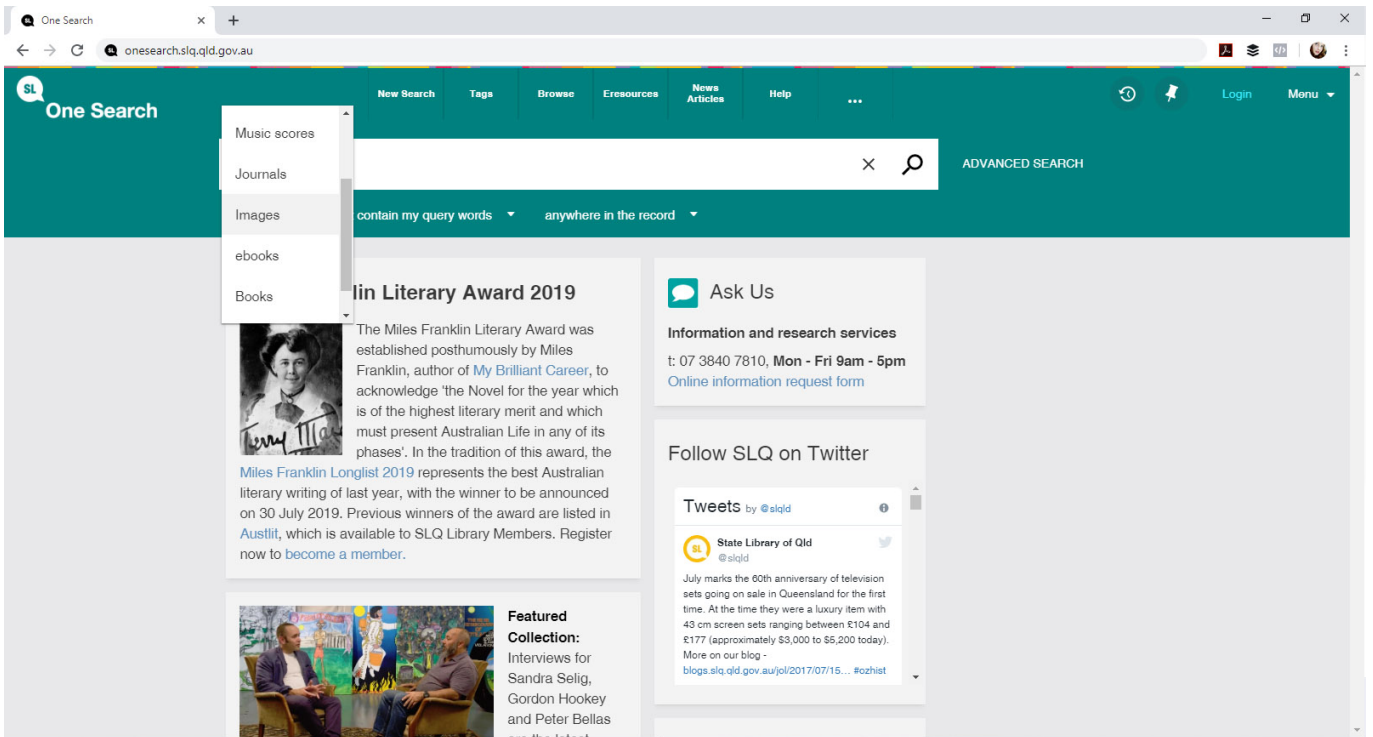 One Search
onesearch.slq.qld.gov.au
SL
One Search
New Search
Tags
Browse
Eresources
News
Articles
Help
...
Login
Menu
Music scores
Journals
Images
ebooks
Books
ADVANCED SEARCH
contain my query words
anywhere in the record
lin Literary Award 2019
The Miles Franklin Literary Award was
established posthumously by Miles
Franklin, author of My Brilliant Career, to
acknowledge 'the Novel for the year which
is of the highest literary merit and which
must present Australian Life in any of its
phases'. In the tradition of this award, the
Miles Franklin Longlist 2019 represents the best Australian
literary writing of last year, with the winner to be announced
on 30 July 2019. Previous winners of the award are listed in
Austlit, which is available to SLQ Library Members. Register
now to become a member.
Featured
Collection:
Interviews for
Sandra Selig,
Gordon Hookey
and Peter Bellas
are the latest
Ask Us
Information and research services
t: 07 3840 7810, Mon - Fri 9am - 5pm
Online information request form
Follow SLQ on Twitter
Tweets by @slqld
SL
State Library of Qld
@slqld
July marks the 60th anniversary of television
sets going on sale in Queensland for the first
time. At the time they were a luxury item with
43 cm screen sets ranging between £104 and
£177 (approximately $3,000 to $5,200 today).
More on our blog -
blogs.slq.qld.gov.au/jol/2017/07/15… #ozhist